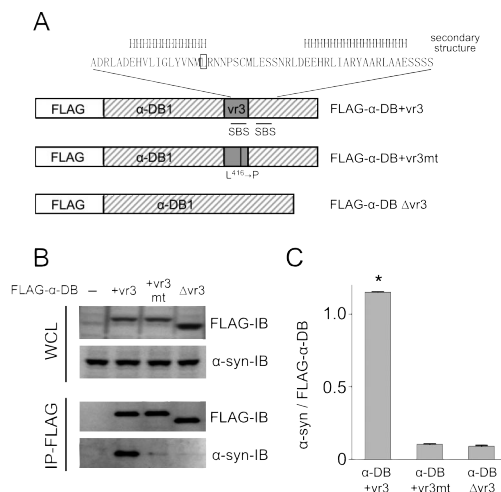 A
HHHHHHHHHHHH HHHHHHHHHHHHHHHH secondary structure
ADRLADEHVLIGLYVNMLRNNPSCMLESSNRLDEEHRLIARYAARLAAESSSS
FLAG α-DB1 vr3 FLAG-α-DB+vr3
SBS SBS
FLAG α-DB1 FLAG-α-DB+vr3mt
L⁴¹⁶→P
FLAG α-DB1 FLAG-α-DB Δvr3
B
FLAG-α-DB – +vr3 +vr3 mt Δvr3
WCL
FLAG-IB
α-syn-IB
IP-FLAG
FLAG-IB
α-syn-IB
C
α-syn / FLAG-α-DB
*
1.0
0.5
0
α-DB +vr3
α-DB +vr3mt
α-DB Δvr3